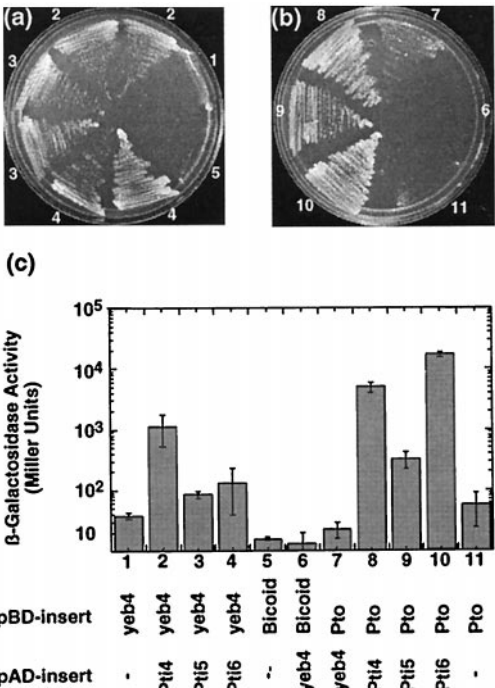 (a)
2
2
1
3
3
4
4
5
(b)
8
7
9
6
10
11
(c)
ß-Galactosidase Activity
(Miller Units)
10⁵
10⁴
10³
10²
10
1 2 3 4 5 6 7 8 9 10 11
pBD-insert yeb4 yeb4 yeb4 yeb4 Bicoid Bicoid Pto Pto Pto Pto Pto
pAD-insert - Pti4 Pti5 Pti6 - yeb4 yeb4 Pti4 Pti5 Pti6 -